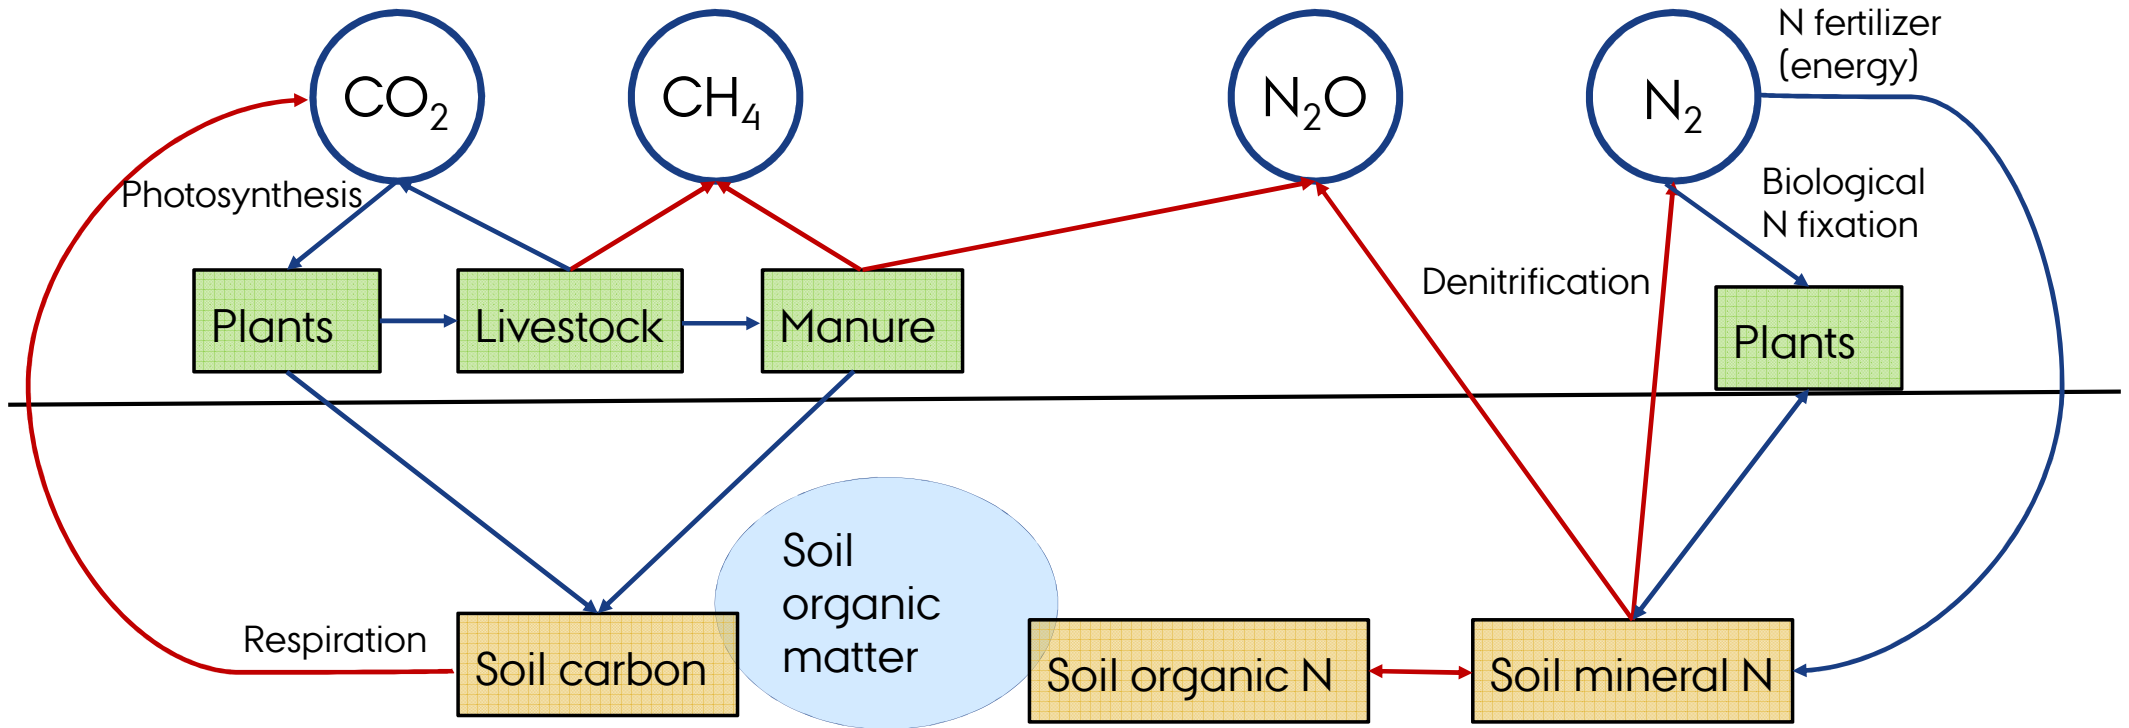 CO₂
CH₄
N₂O
N₂
N fertilizer
(energy)
Photosynthesis
Biological
N fixation
Denitrification
Plants
Livestock
Manure
Plants
Soil
organic
matter
Respiration
Soil carbon
Soil organic N
Soil mineral N